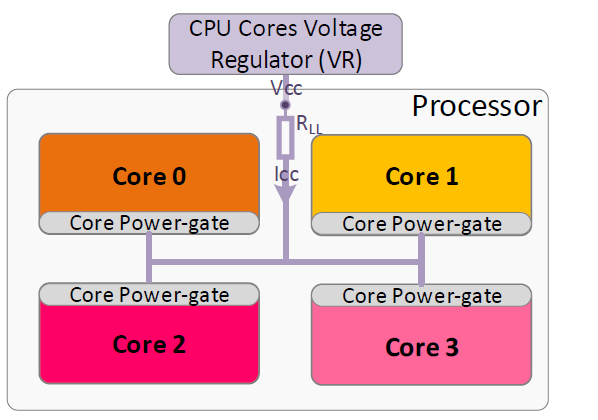 CPU Cores Voltage
Regulator (VR)
Vcc
Processor
RLL
Core 0
Core 1
Icc
Core Power-gate
Core Power-gate
Core Power-gate
Core Power-gate
Core 2
Core 3